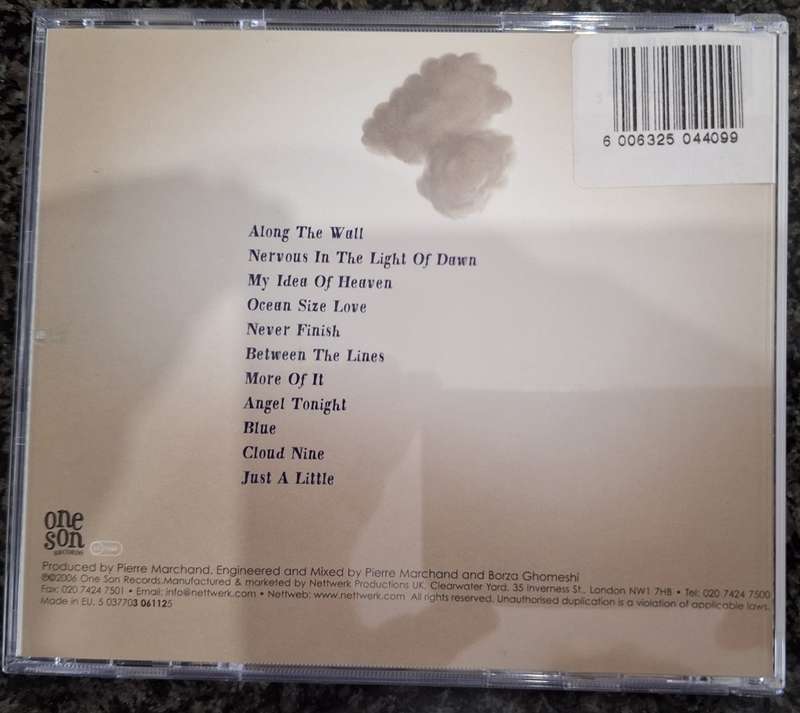 6 006325 044099
Along The Wall
Nervous In The Light Of Dawn
My Idea Of Heaven
Ocean Size Love
Never Finish
Between The Lines
More Of It
Angel Tonight
Blue
Cloud Nine
Just A Little
one
son
RECORDS
Produced by Pierre Marchand. Engineered and Mixed by Pierre Marchand and Borza Ghomeshi
℗©2006 One Son Records.Manufactured & marketed by Nettwerk Productions UK, Clearwater Yard, 35 Inverness St., London NW1 7HB • Tel: 020 7424 7500
Fax: 020 7424 7501 • Email: info@nettwerk.com • Nettweb: www.nettwerk.com All rights reserved. Unauthorised duplication is a violation of applicable laws.
Made in EU. 5 037703 061125